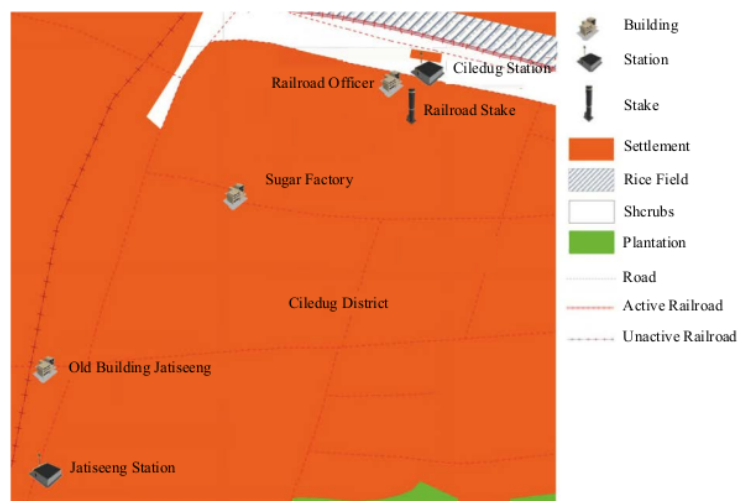 Ciledug Station
Railroad Officer
Railroad Stake
Sugar Factory
Ciledug District
Old Building Jatiseeng
Jatiseeng Station
Building
Station
Stake
Settlement
Rice Field
Shcrubs
Plantation
Road
Active Railroad
Unactive Railroad